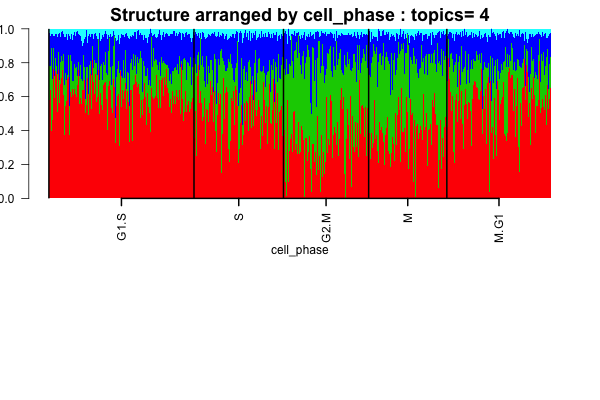 Structure arranged by cell_phase : topics= 4
1.0
0.8
0.6
0.4
0.2
0.0
G1.S
S
G2.M
M
M.G1
cell_phase